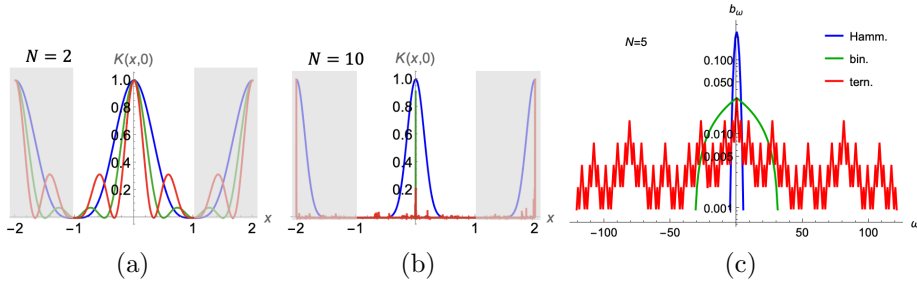 N = 2
K(x,0)
1.0
0.8
0.6
0.4
0.2
-2
-1
0
1
2
x
(a)
N = 10
K(x,0)
1.0
0.8
0.6
0.4
0.2
-2
-1
0
1
2
x
(b)
b_ω
N=5
0.100
0.050
0.010
0.005
0.001
-100
-50
0
50
100
ω
Hamm.
bin.
tern.
(c)